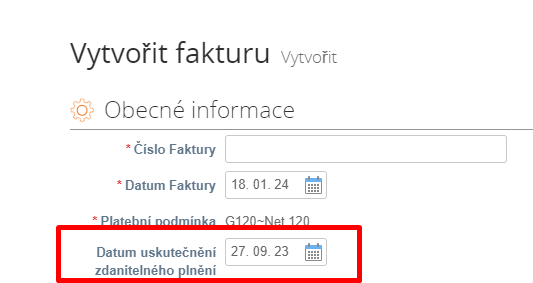 Vytvořit fakturu Vytvořit
Obecné informace
* Číslo Faktury
* Datum Faktury 18. 01. 24
* Platební podmínka G120~Net 120
Datum uskutečnění 27. 09. 23
zdanitelného plnění